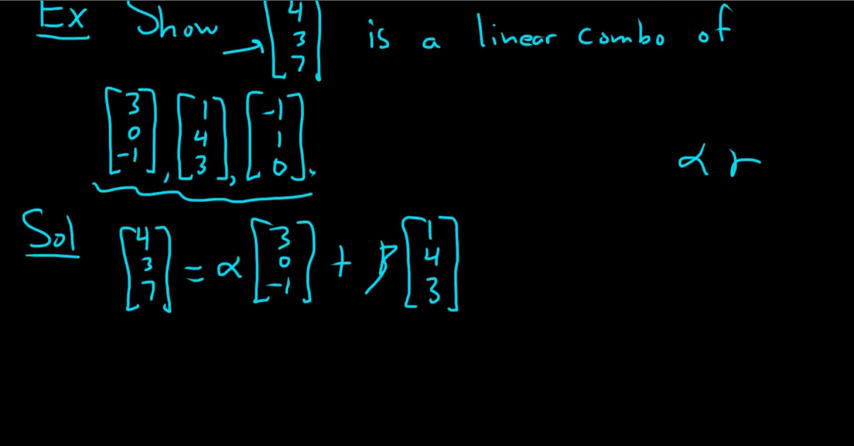 Ex Show → [4 3 7] is a linear combo of
[3 0 -1], [1 4 3], [-1 1 0].
α r
Sol [4 3 7] = α [3 0 -1] + β [1 4 3]